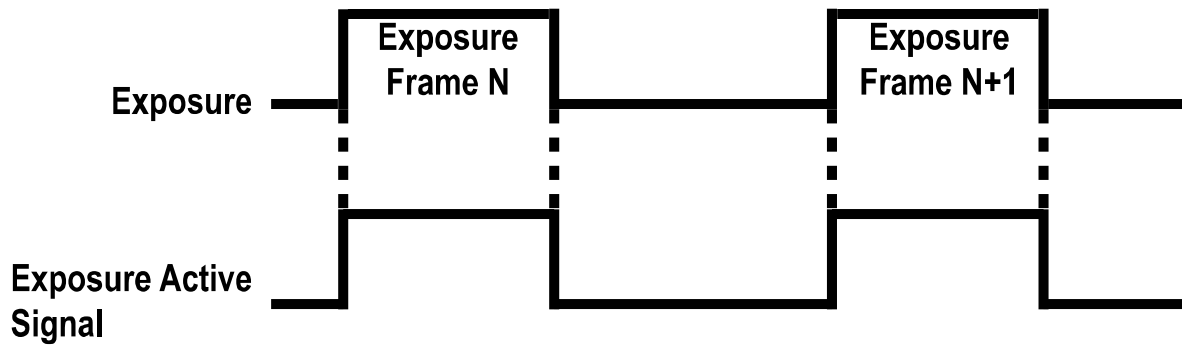 Exposure
Frame N
Exposure
Frame N+1
Exposure
Exposure Active
Signal